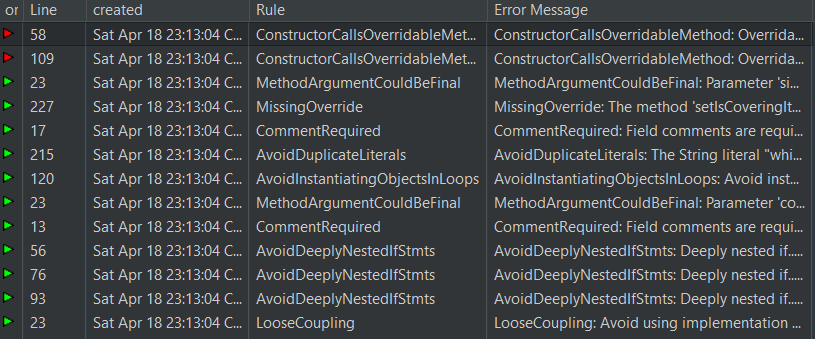 or Line created Rule Error Message
58 Sat Apr 18 23:13:04 C... ConstructorCallsOverridableMet... ConstructorCallsOverridableMethod: Overrida...
109 Sat Apr 18 23:13:04 C... ConstructorCallsOverridableMet... ConstructorCallsOverridableMethod: Overrida...
23 Sat Apr 18 23:13:04 C... MethodArgumentCouldBeFinal MethodArgumentCouldBeFinal: Parameter 'si...
227 Sat Apr 18 23:13:04 C... MissingOverride MissingOverride: The method 'setIsCoveringIt...
17 Sat Apr 18 23:13:04 C... CommentRequired CommentRequired: Field comments are requi...
215 Sat Apr 18 23:13:04 C... AvoidDuplicateLiterals AvoidDuplicateLiterals: The String literal "whi...
120 Sat Apr 18 23:13:04 C... AvoidInstantiatingObjectsInLoops AvoidInstantiatingObjectsInLoops: Avoid inst...
23 Sat Apr 18 23:13:04 C... MethodArgumentCouldBeFinal MethodArgumentCouldBeFinal: Parameter 'co...
13 Sat Apr 18 23:13:04 C... CommentRequired CommentRequired: Field comments are requi...
56 Sat Apr 18 23:13:04 C... AvoidDeeplyNestedIfStmts AvoidDeeplyNestedIfStmts: Deeply nested if.....
76 Sat Apr 18 23:13:04 C... AvoidDeeplyNestedIfStmts AvoidDeeplyNestedIfStmts: Deeply nested if.....
93 Sat Apr 18 23:13:04 C... AvoidDeeplyNestedIfStmts AvoidDeeplyNestedIfStmts: Deeply nested if.....
23 Sat Apr 18 23:13:04 C... LooseCoupling LooseCoupling: Avoid using implementation ...